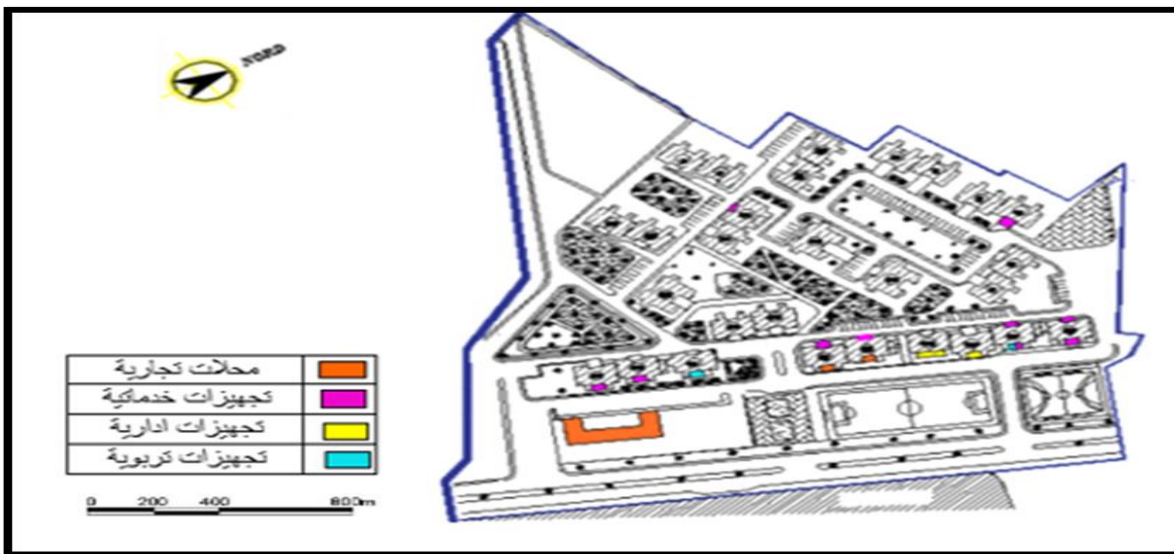 NORD
محلات تجارية
تجهيزات خدماتية
تجهيزات ادارية
تجهيزات تربوية
0 200 400 800m